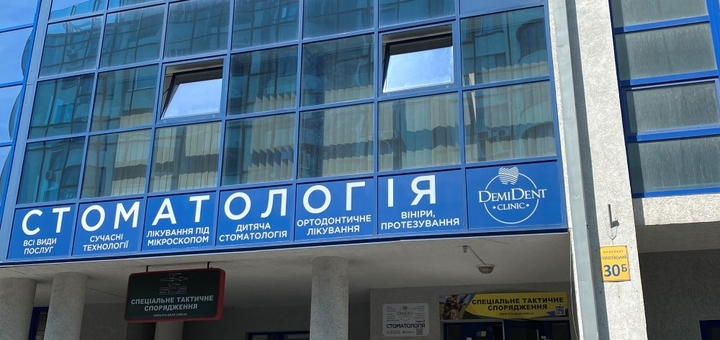 СТОМАТОЛОГІЯ
ВСІ ВИДИ
ПОСЛУГ
СУЧАСНІ
ТЕХНОЛОГІЇ
ЛІКУВАННЯ ПІД
МІКРОСКОПОМ
ДИТЯЧА
СТОМАТОЛОГІЯ
ОРТОДОНТИЧНЕ
ЛІКУВАННЯ
ВІНІРИ,
ПРОТЕЗУВАННЯ
DEMIDENT
CLINIC
30Б
СПЕЦІАЛЬНЕ ТАКТИЧНЕ
СПОРЯДЖЕННЯ
DEMIDENT
СТОМАТОЛОГІЯ
СПЕЦІАЛЬНЕ ТАКТИЧНЕ
СПОРЯДЖЕННЯ